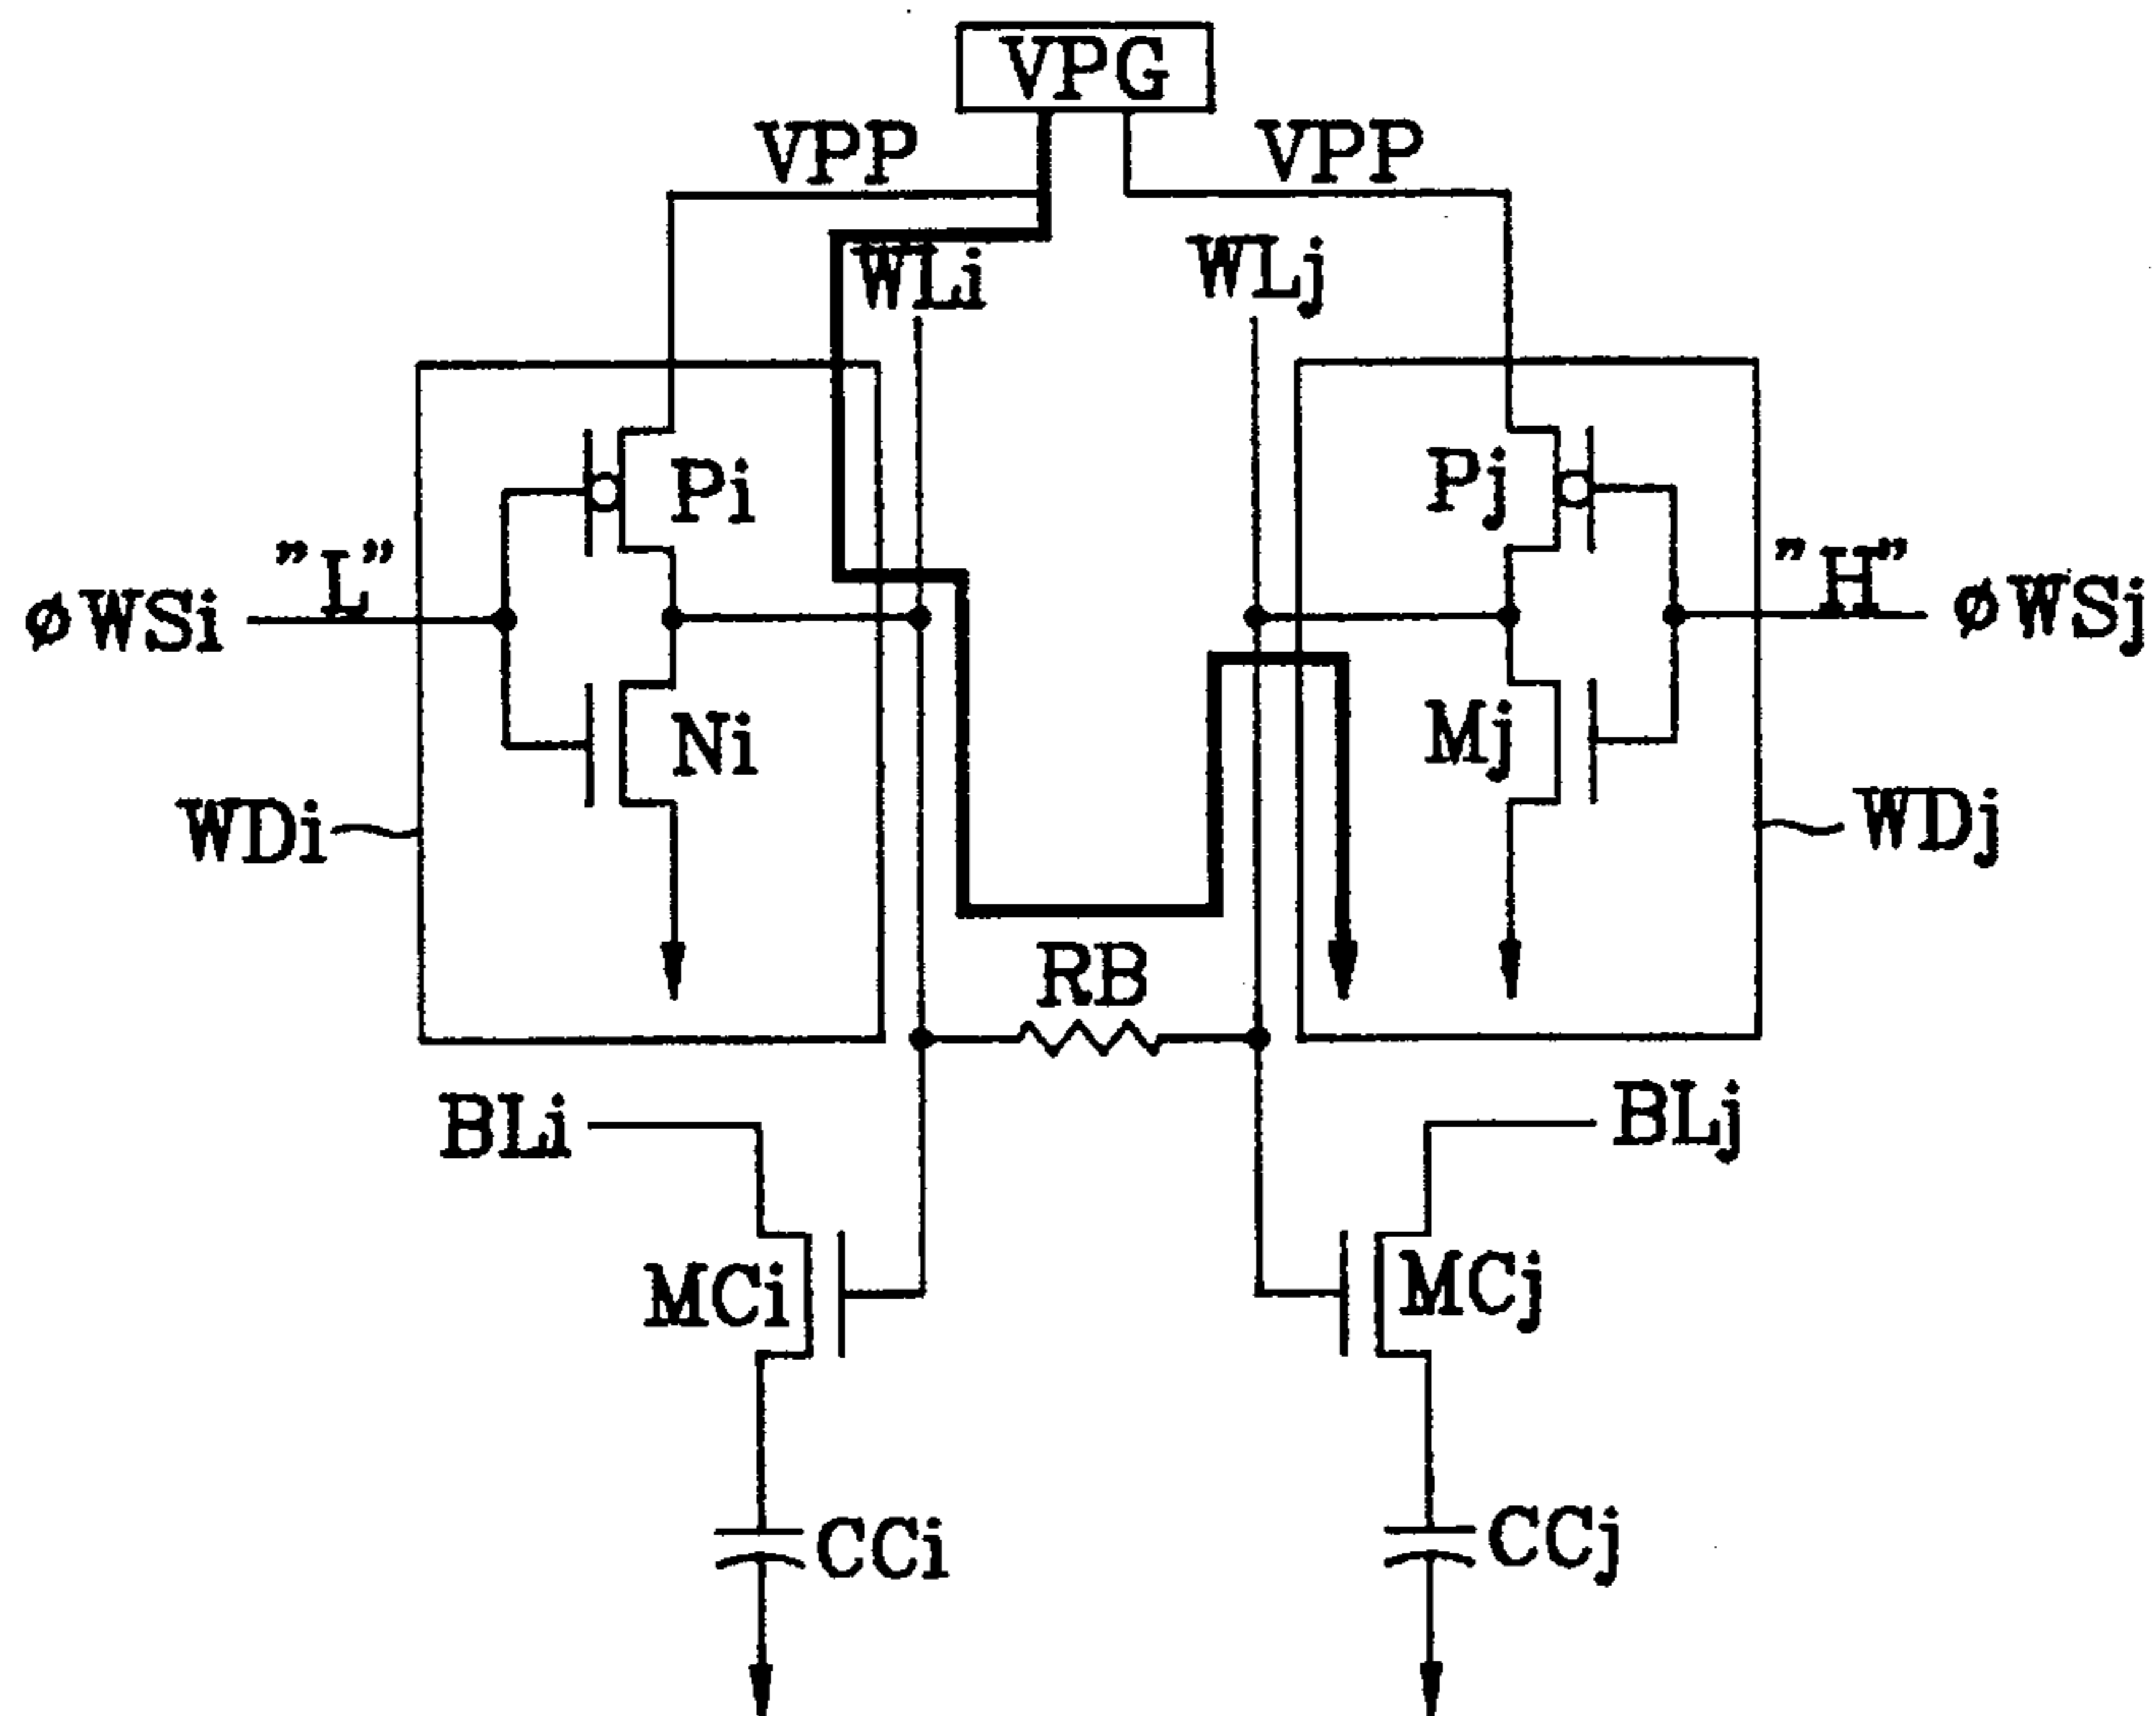 VPG
VPP VPP
WLi WLj
Pi Pj
"L" "H"
øWSi øWSj
Ni Mj
WDi WDj
RB
BLi BLj
MCi MCj
CCi CCj